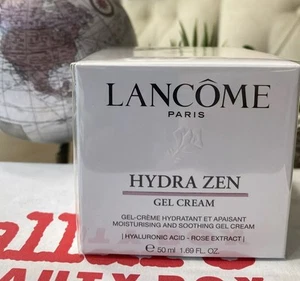 LANCÔME
PARIS
HYDRA ZEN
GEL CREAM
GEL-CRÈME HYDRATANT ET APAISANT
MOISTURISING AND SOOTHING GEL CREAM
| HYALURONIC ACID - ROSE EXTRACT |
℮ 50 ml 1.69 FL. OZ.